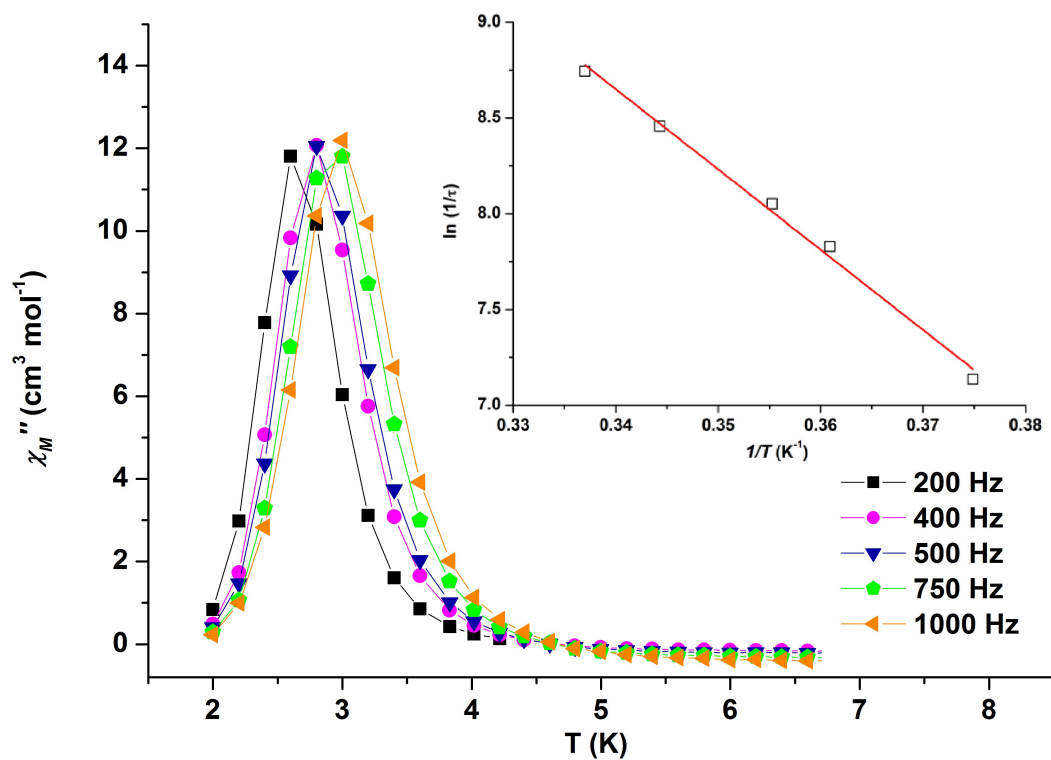 14
12
10
8
6
4
2
0
χM″ (cm³ mol⁻¹)
2
3
4
5
6
7
8
T (K)
9.0
8.5
8.0
7.5
7.0
ln (1/τ)
0.33
0.34
0.35
0.36
0.37
0.38
1/T (K⁻¹)
200 Hz
400 Hz
500 Hz
750 Hz
1000 Hz